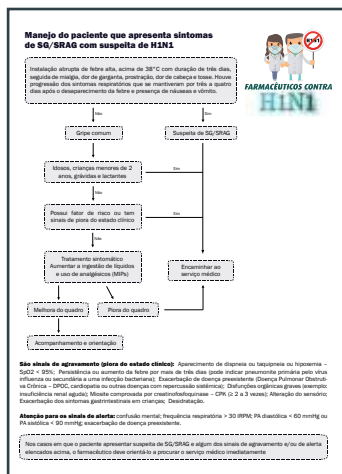 Manejo do paciente que apresenta sintomas
de SG/SRAG com suspeita de H1N1
H1N1
FARMACÊUTICOS CONTRA
H1N1
Instalação abrupta de febre alta, acima de 38°C com duração de três dias,
seguida de mialgia, dor de garganta, prostração, dor de cabeça e tosse. Houve
progressão dos sintomas respiratórios que se mantiveram por três a quatro
dias após o desaparecimento da febre e presença de náuseas e vômito.
Não
Sim
Gripe comum
Suspeita de SG/SRAG
Idosos, crianças menores de 2
anos, grávidas e lactantes
Sim
Não
Possui fator de risco ou tem
sinais de piora do estado clínico
Sim
Não
Tratamento sintomático
Aumentar a ingestão de líquidos
e uso de analgésicos (MIPs)
Encaminhar ao
serviço médico
Melhora do quadro
Piora do quadro
Acompanhamento e orientação
São sinais de agravamento (piora do estado clínico): Aparecimento de dispneia ou taquipneia ou hipoxemia –
SpO2 < 95%; Persistência ou aumento de febre por mais de três dias (pode indicar pneumonite primária pelo vírus
influenza ou secundária a uma infecção bacteriana); Exacerbação de doença preexistente (Doença Pulmonar Obstruti-
va Crônica – DPOC, cardiopatia ou outras doenças com repercussão sistêmica); Disfunções orgânicas graves (exemplo:
insuficiência renal aguda); Miosite comprovada por creatinofosfoquinase – CPK (≥ 2 a 3 vezes); Alteração do sensório;
Exacerbação dos sintomas gastrintestinais em crianças; Desidratação.
Atenção para os sinais de alerta: confusão mental; frequência respiratória > 30 IRPM; PA diastólica < 60 mmHg ou
PA sistólica < 90 mmHg; exacerbação de doença preexistente.
Nos casos em que o paciente apresentar suspeita de SG/SRAG e algum dos sinais de agravamento e/ou de alerta
elencados acima, o farmacêutico deve orientá-lo a procurar o serviço médico imediatamente